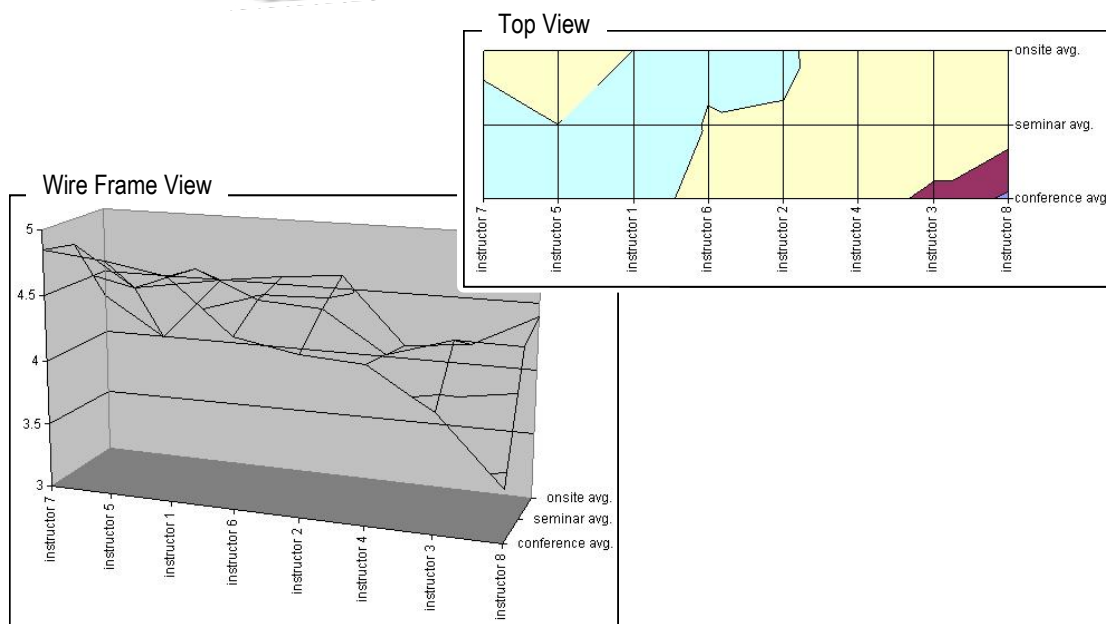 Top View
onsite avg.
seminar avg.
conference avg.
instructor 7
instructor 5
instructor 1
instructor 6
instructor 2
instructor 4
instructor 3
instructor 8
Wire Frame View
5
4.5
4
3.5
3
onsite avg.
seminar avg.
conference avg.
instructor 7
instructor 5
instructor 1
instructor 6
instructor 2
instructor 4
instructor 3
instructor 8